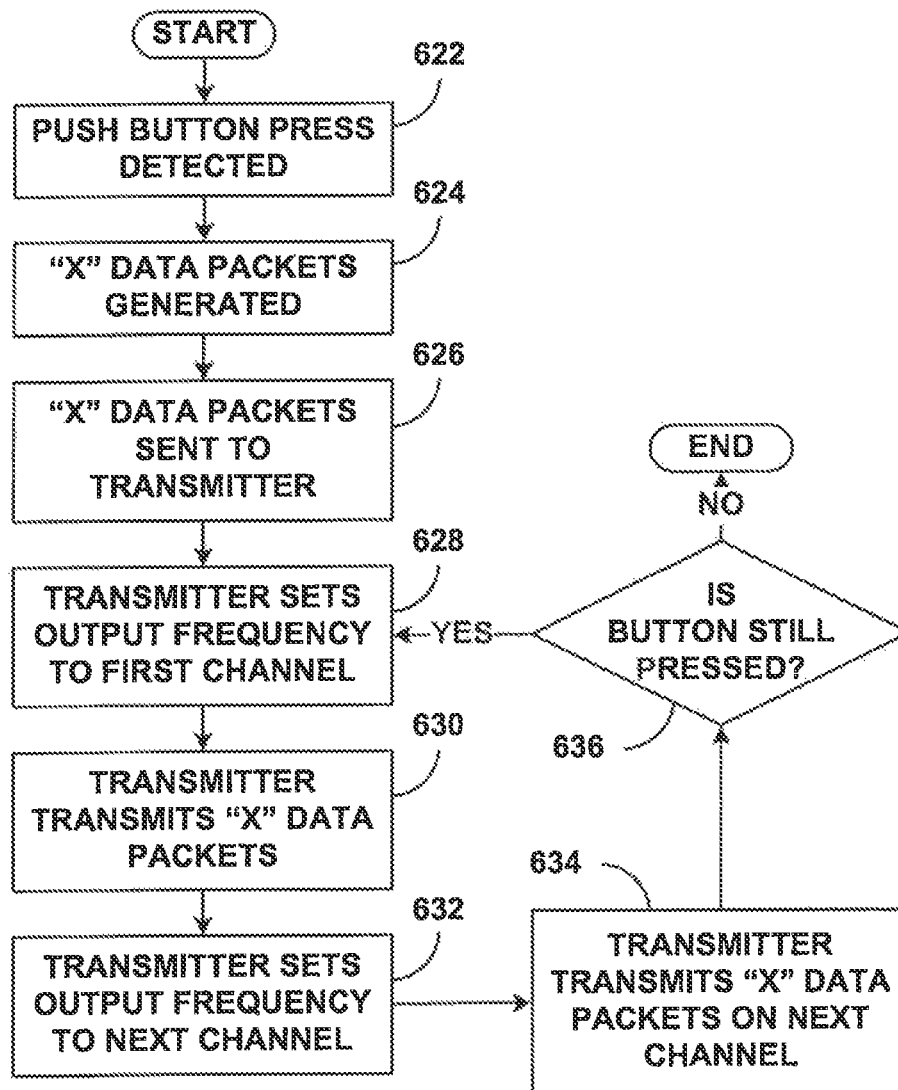 START
622
PUSH BUTTON PRESS
DETECTED
624
“X” DATA PACKETS
GENERATED
626
“X” DATA PACKETS
SENT TO
TRANSMITTER
628
TRANSMITTER SETS
OUTPUT FREQUENCY
TO FIRST CHANNEL
630
TRANSMITTER
TRANSMITS “X” DATA
PACKETS
632
TRANSMITTER SETS
OUTPUT FREQUENCY
TO NEXT CHANNEL
634
TRANSMITTER
TRANSMITS “X” DATA
PACKETS ON NEXT
CHANNEL
636
IS
BUTTON STILL
PRESSED?
YES
NO
END